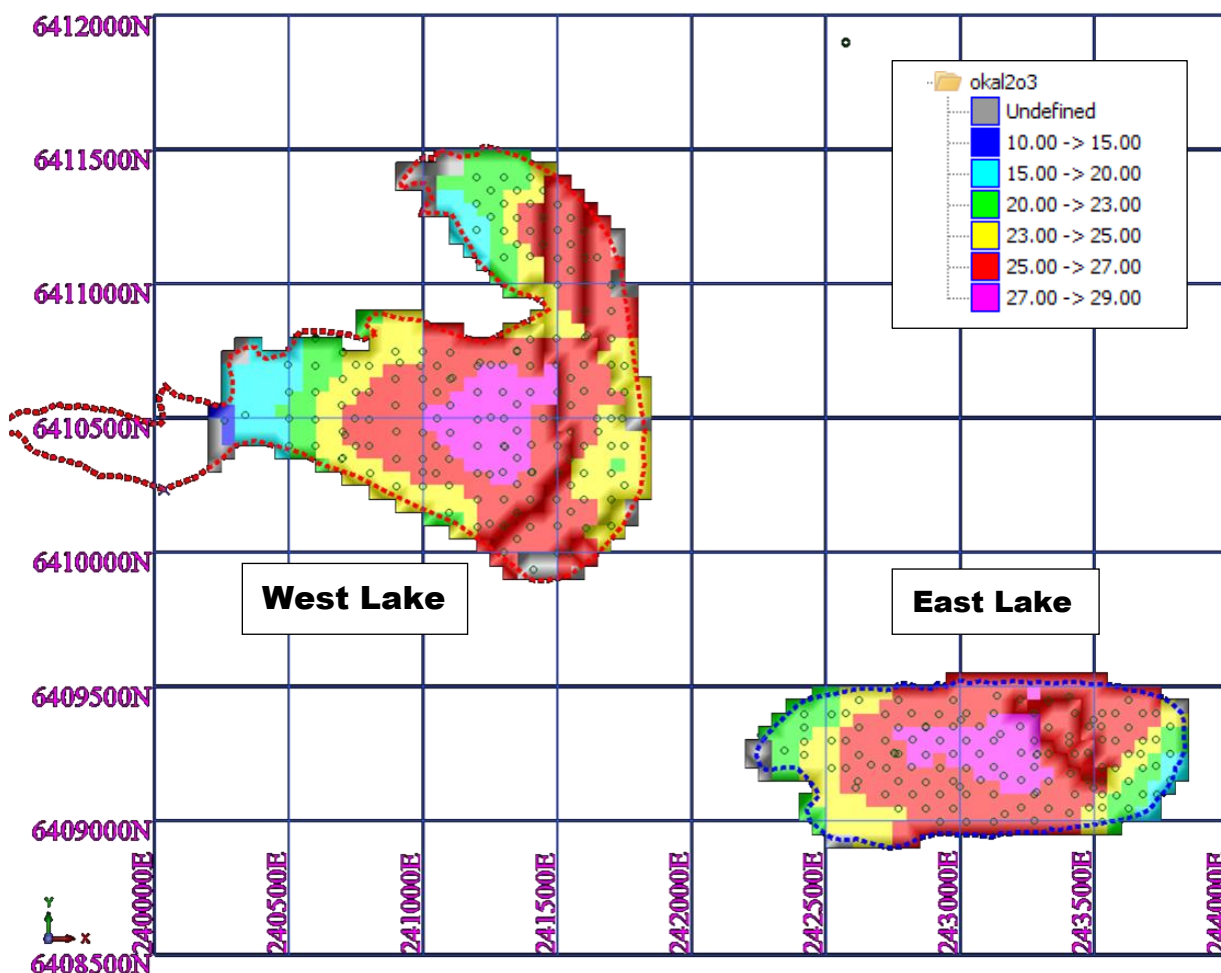 6412000N
okal2o3
Undefined
10.00 -> 15.00
15.00 -> 20.00
20.00 -> 23.00
23.00 -> 25.00
25.00 -> 27.00
27.00 -> 29.00
6411500N
6411000N
6410500N
6410000N
West Lake
East Lake
6409500N
6409000N
240000E
240500E
241000E
241500E
242000E
242500E
243000E
243500E
244000E
Y
X
6408500N